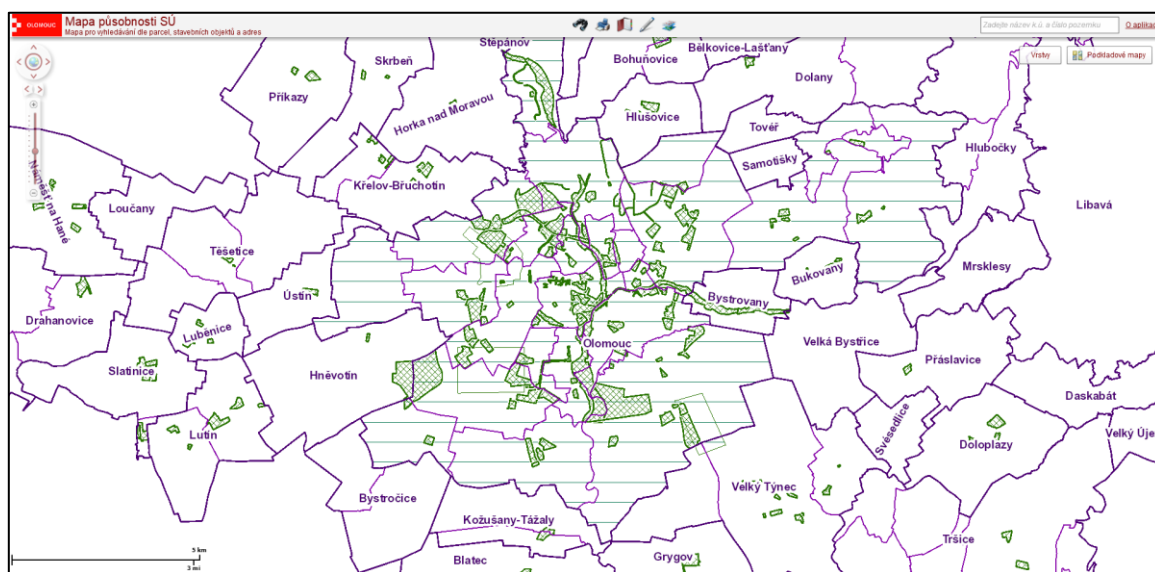 OLOMOUC
Mapa působnosti SÚ
Mapa pro vyhledávání dle parcel, stavebních objektů a adres
Zadejte název k.ú. a číslo pozemku
O aplikac
Vrstvy
Podkladové mapy
Štěpánov
Bohuňovice
Bělkovice-Lašťany
Skrbeň
Dolany
Příkazy
Horka nad Moravou
Hlušovice
Tovéř
Samotišky
Hlubočky
Náměšť na Hané
Křelov-Břuchotín
Loučany
Libavá
Těšetice
Bukovany
Mrsklesy
Ústín
Bystrovany
Drahanovice
Luběnice
Olomouc
Velká Bystřice
Slatinice
Hněvotín
Přáslavice
Daskabát
Svésedlice
Lutín
Doloplazy
Velký Úje
Bystročice
Velký Týnec
Kožušany-Tážaly
Tršice
Blatec
Grygov
5 km
3 mi